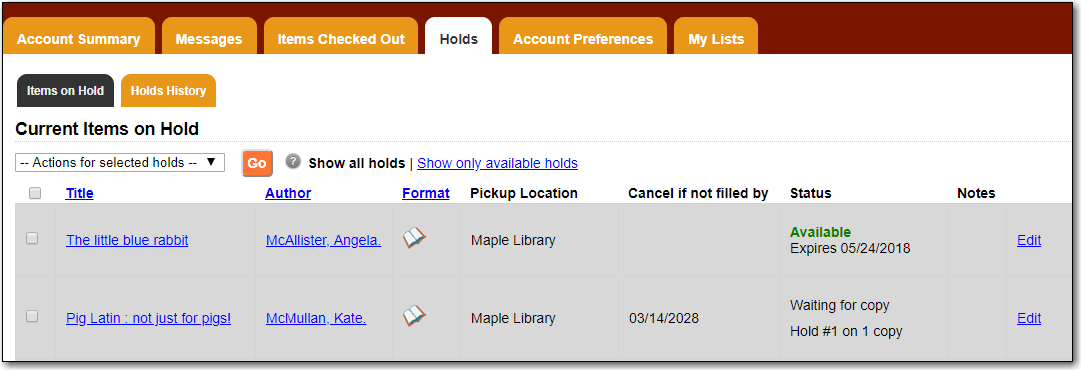 Account Summary Messages Items Checked Out Holds Account Preferences My Lists
Items on Hold Holds History
Current Items on Hold
-- Actions for selected holds -- ▼ Go ? Show all holds | Show only available holds
Title Author Format Pickup Location Cancel if not filled by Status Notes
The little blue rabbit McAllister, Angela. Maple Library Available Edit
Expires 05/24/2018
Pig Latin : not just for pigs! McMullan, Kate. Maple Library 03/14/2028 Waiting for copy Edit
Hold #1 on 1 copy